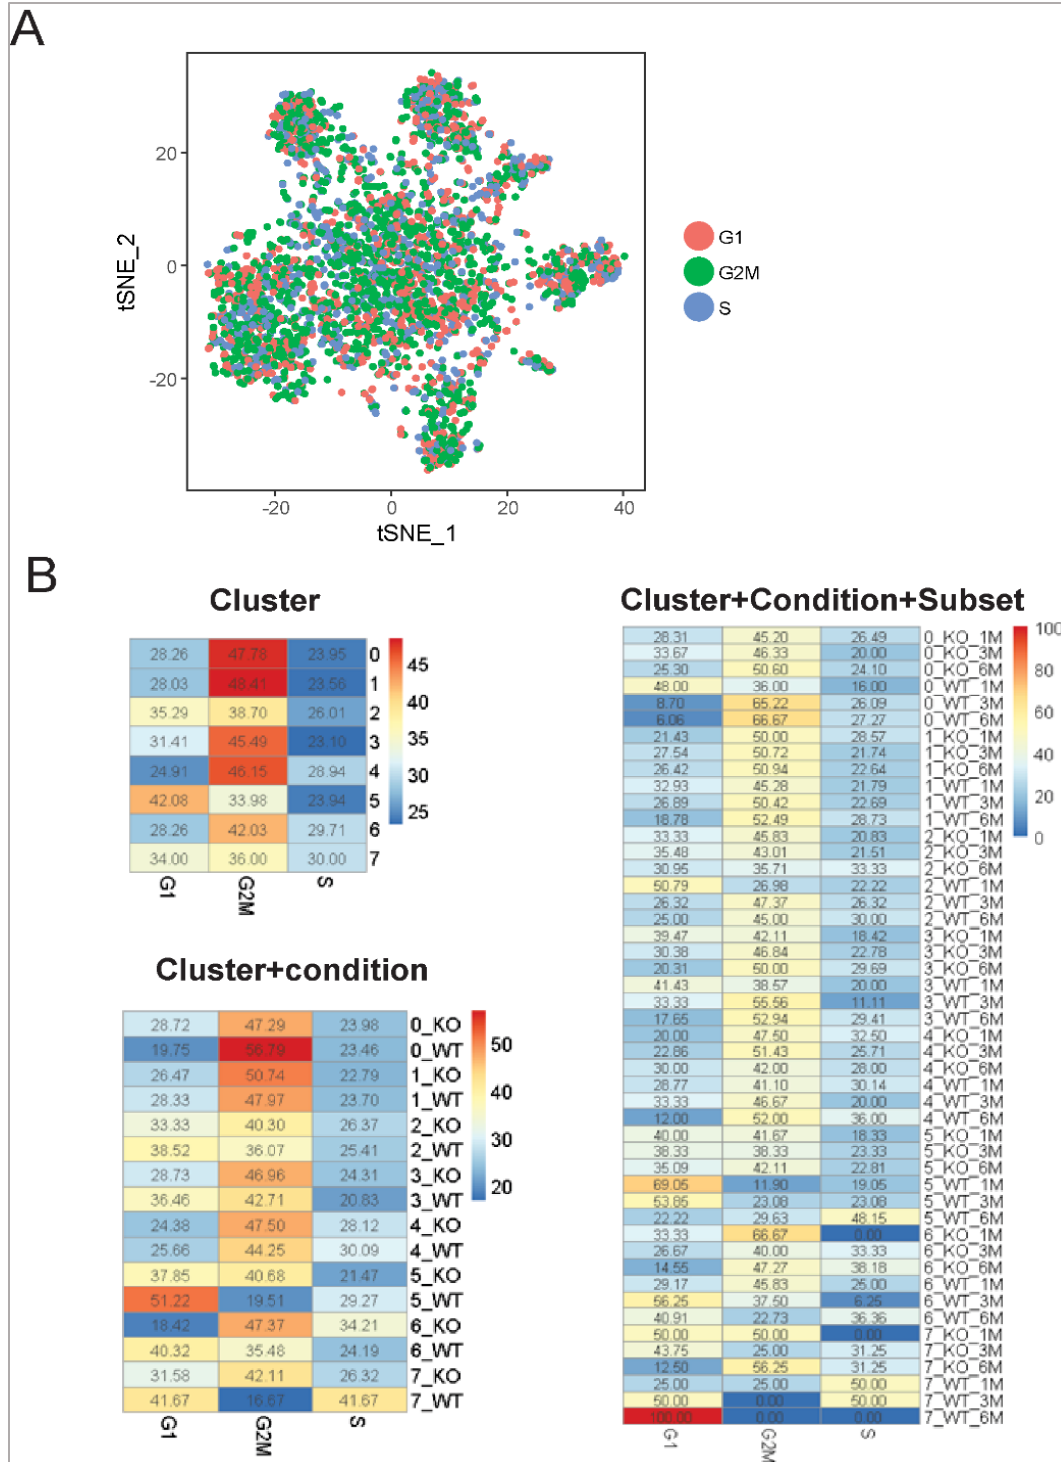 A
20
0
-20
tSNE_2
-20 0 20 40
tSNE_1
G1
G2M
S
B
Cluster
28.26 47.78 23.95 0
28.03 48.41 23.56 1
35.29 38.70 26.01 2
31.41 45.49 23.10 3
24.91 46.15 28.94 4
42.08 33.98 23.94 5
28.26 42.03 29.71 6
34.00 36.00 30.00 7
G1 G2M S
45
40
35
30
25
Cluster+condition
28.72 47.29 23.98 0_KO
19.75 56.79 23.46 0_WT
26.47 50.74 22.79 1_KO
28.33 47.97 23.70 1_WT
33.33 40.30 26.37 2_KO
38.52 36.07 25.41 2_WT
28.73 46.96 24.31 3_KO
36.46 42.71 20.83 3_WT
24.38 47.50 28.12 4_KO
25.66 44.25 30.09 4_WT
37.85 40.68 21.47 5_KO
51.22 19.51 29.27 5_WT
18.42 47.37 34.21 6_KO
40.32 35.48 24.19 6_WT
31.58 42.11 26.32 7_KO
41.67 16.67 41.67 7_WT
G1 G2M S
50
40
30
20
Cluster+Condition+Subset
28.31 45.20 26.49 0_KO_1M
33.67 46.33 20.00 0_KO_3M
25.30 50.60 24.10 0_KO_6M
48.00 36.00 16.00 0_WT_1M
8.70 65.22 26.09 0_WT_3M
6.06 66.67 27.27 0_WT_6M
21.43 50.00 28.57 1_KO_1M
27.54 50.72 21.74 1_KO_3M
26.42 50.94 22.64 1_KO_6M
32.93 45.28 21.79 1_WT_1M
26.89 50.42 22.69 1_WT_3M
18.78 52.49 28.73 1_WT_6M
33.33 45.83 20.83 2_KO_1M
35.48 43.01 21.51 2_KO_3M
30.95 35.71 33.33 2_KO_6M
50.79 26.98 22.22 2_WT_1M
26.32 47.37 26.32 2_WT_3M
25.00 45.00 30.00 2_WT_6M
39.47 42.11 18.42 3_KO_1M
30.38 46.84 22.78 3_KO_3M
20.31 50.00 29.69 3_KO_6M
41.43 38.57 20.00 3_WT_1M
33.33 55.56 11.11 3_WT_3M
17.65 52.94 29.41 3_WT_6M
20.00 47.50 32.50 4_KO_1M
22.86 51.43 25.71 4_KO_3M
30.00 42.00 28.00 4_KO_6M
28.77 41.10 30.14 4_WT_1M
33.33 46.67 20.00 4_WT_3M
12.00 52.00 36.00 4_WT_6M
40.00 41.67 18.33 5_KO_1M
38.33 38.33 23.33 5_KO_3M
35.09 42.11 22.81 5_KO_6M
69.05 11.90 19.05 5_WT_1M
53.85 23.08 23.08 5_WT_3M
22.22 29.63 48.15 5_WT_6M
33.33 66.67 0.00 6_KO_1M
26.67 40.00 33.33 6_KO_3M
14.55 47.27 38.18 6_KO_6M
29.17 45.83 25.00 6_WT_1M
56.25 37.50 6.25 6_WT_3M
40.91 22.73 36.36 6_WT_6M
50.00 50.00 0.00 7_KO_1M
43.75 25.00 31.25 7_KO_3M
12.50 56.25 31.25 7_KO_6M
25.00 25.00 50.00 7_WT_1M
50.00 0.00 50.00 7_WT_3M
100.00 0.00 0.00 7_WT_6M
G1 G2M S
100
80
60
40
20
0